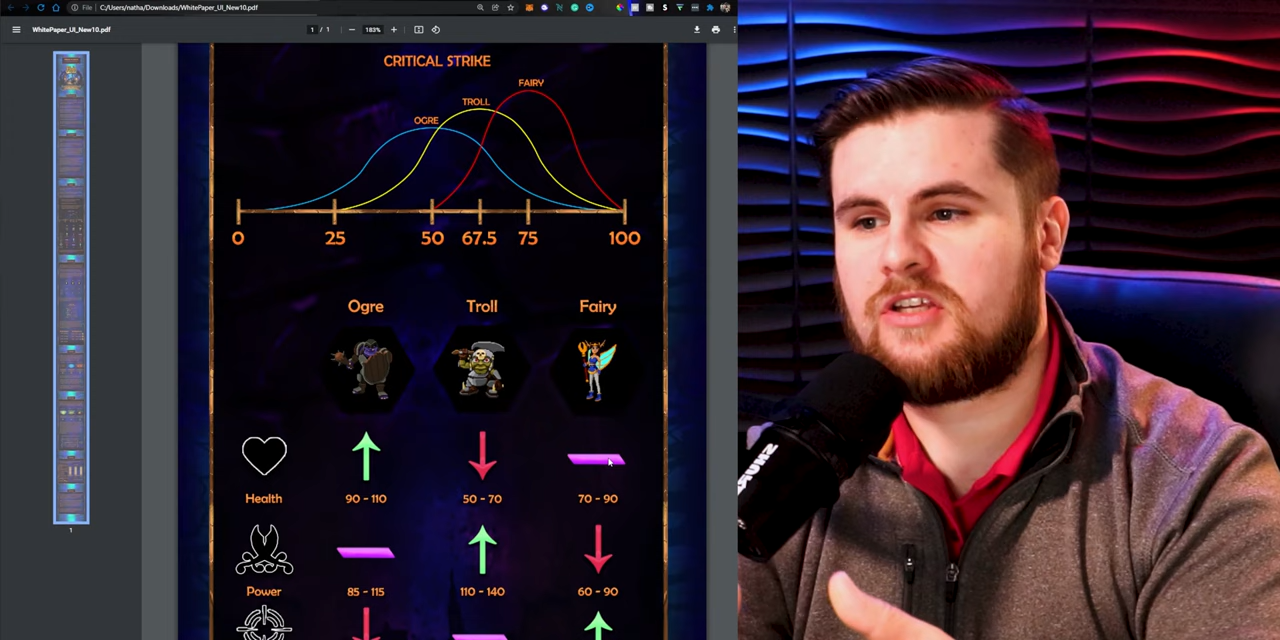 File
C:/Users/natha/Downloads/WhitePaper_UI_New10.pdf
WhitePaper_UI_New10.pdf
1 / 1
183%
CRITICAL STRIKE
FAIRY
TROLL
OGRE
0 25 50 67.5 75 100
Ogre Troll Fairy
Health 90 - 110 50 - 70 70 - 90
Power 85 - 115 110 - 140 60 - 90
1
SHURE